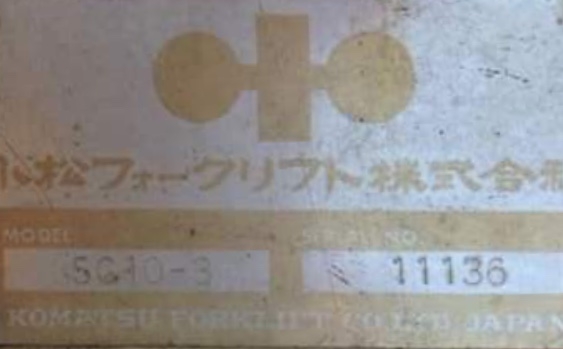 小松フォークリフト株式会社
MODEL SERIAL NO.
SG10-3 11136
KOMATSU FORKLIFT CO LTD JAPAN